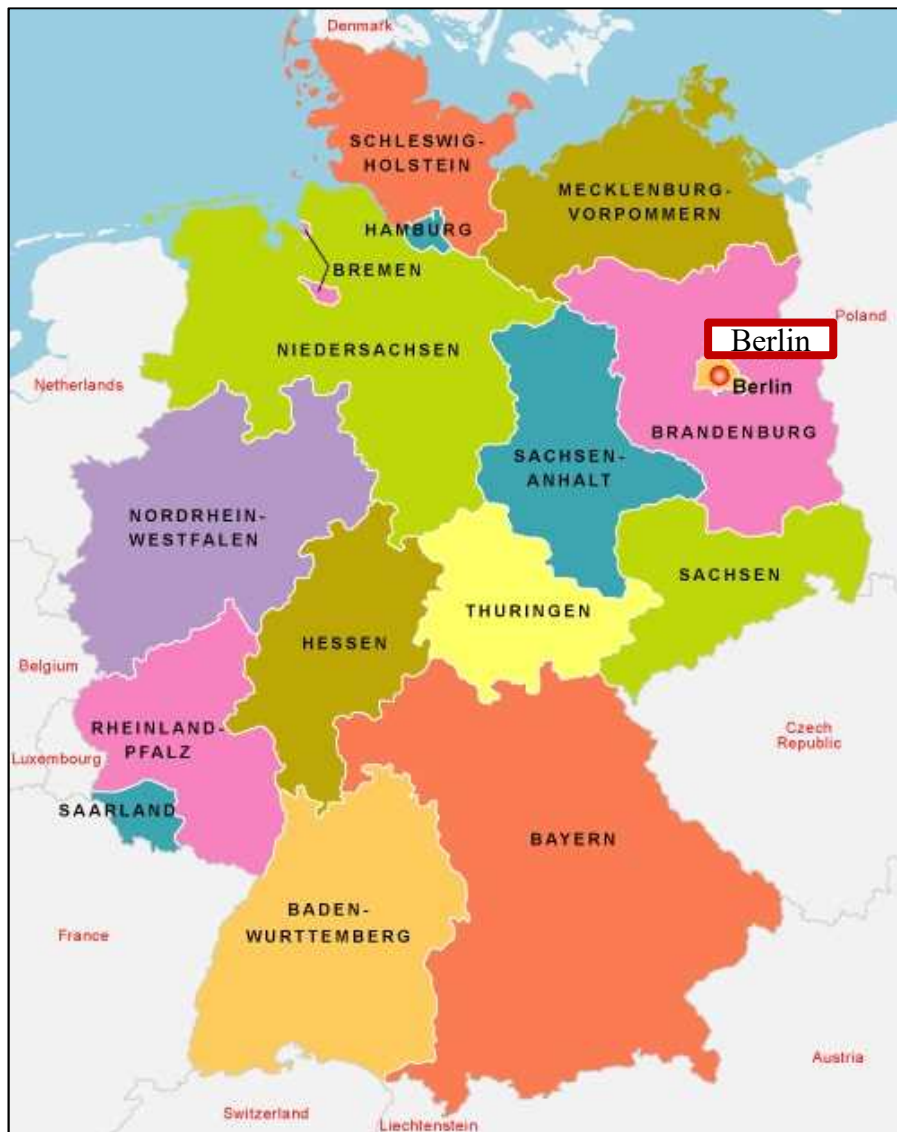 Denmark
SCHLESWIG-
HOLSTEIN
MECKLENBURG-
VORPOMMERN
HAMBURG
BREMEN
Poland
Berlin
NIEDERSACHSEN
Netherlands
Berlin
BRANDENBURG
SACHSEN-
ANHALT
NORDRHEIN-
WESTFALEN
SACHSEN
THURINGEN
HESSEN
Belgium
RHEINLAND-
PFALZ
Czech
Republic
Luxembourg
SAARLAND
BAYERN
BADEN-
WURTTEMBERG
France
Austria
Switzerland
Liechtenstein